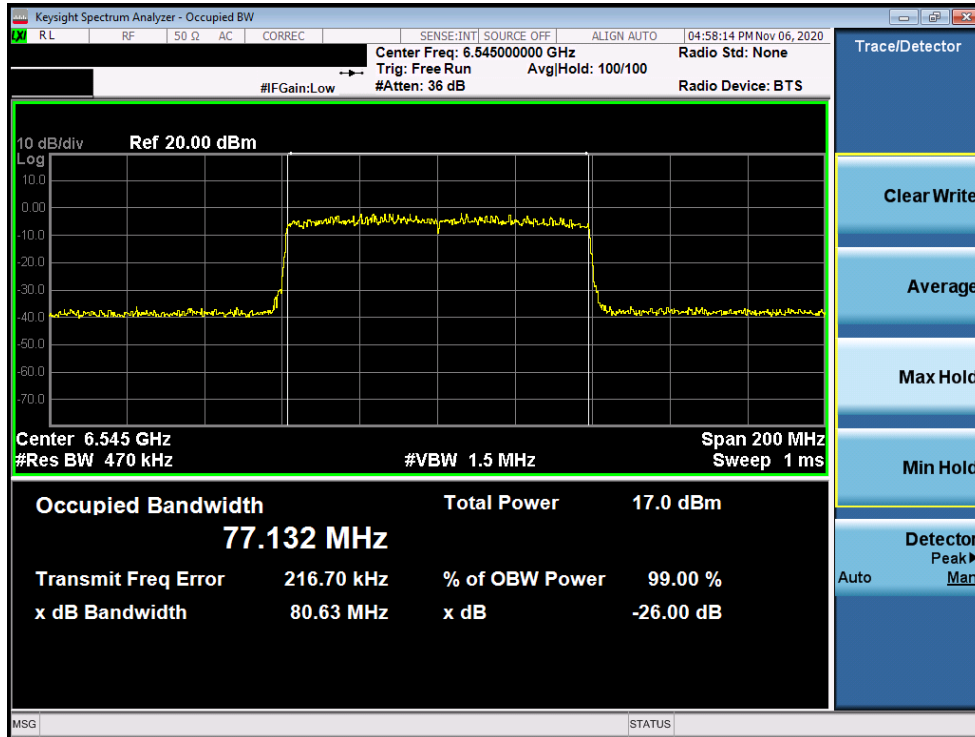 Keysight Spectrum Analyzer - Occupied BW
LXI RL RF 50 Ω AC CORREC SENSE:INT SOURCE OFF ALIGN AUTO 04:58:14 PM Nov 06, 2020
Center Freq: 6.545000000 GHz Radio Std: None
Trig: Free Run Avg|Hold: 100/100
#IFGain:Low #Atten: 36 dB Radio Device: BTS
Trace/Detector
10 dB/div Ref 20.00 dBm
Log
10.0
0.00
-10.0
-20.0
-30.0
-40.0
-50.0
-60.0
-70.0
Center 6.545 GHz Span 200 MHz
#Res BW 470 kHz #VBW 1.5 MHz Sweep 1 ms
Occupied Bandwidth Total Power 17.0 dBm
77.132 MHz
Transmit Freq Error 216.70 kHz % of OBW Power 99.00 %
x dB Bandwidth 80.63 MHz x dB -26.00 dB
Clear Write
Average
Max Hold
Min Hold
Detector
Peak▶
Auto Man
MSG STATUS